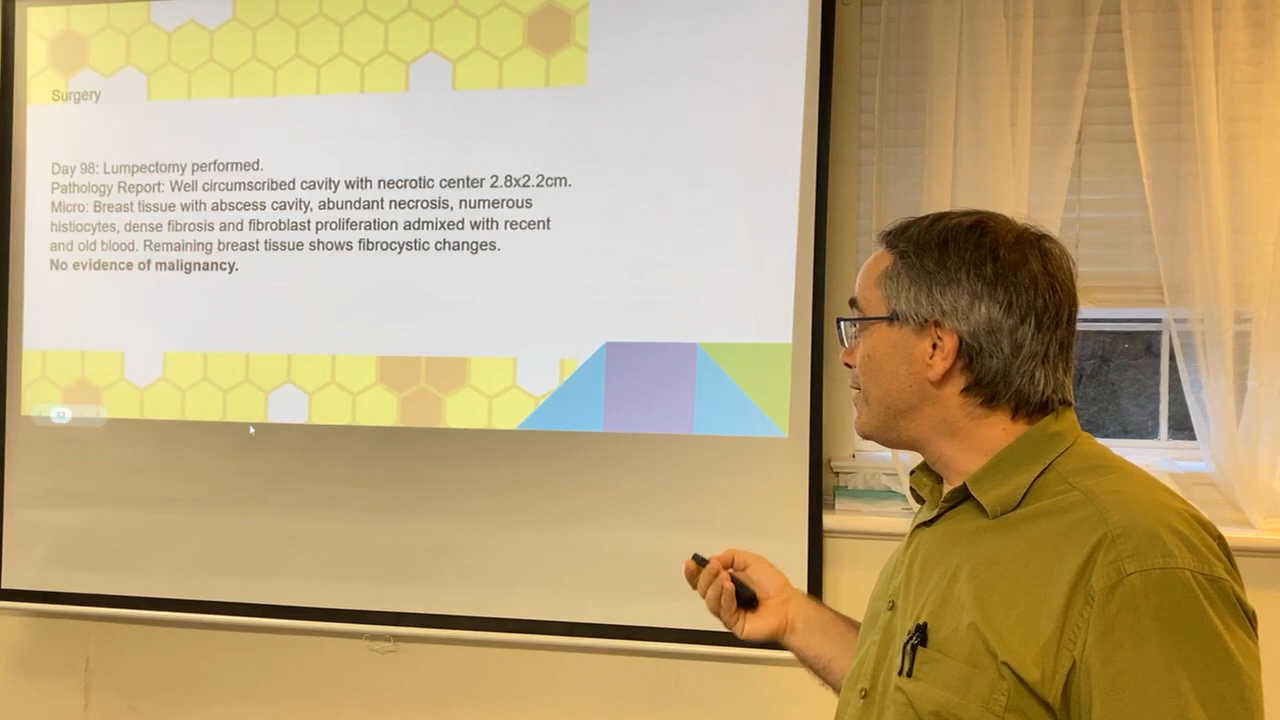 Surgery
Day 98: Lumpectomy performed.
Pathology Report: Well circumscribed cavity with necrotic center 2.8x2.2cm.
Micro: Breast tissue with abscess cavity, abundant necrosis, numerous
histiocytes, dense fibrosis and fibroblast proliferation admixed with recent
and old blood. Remaining breast tissue shows fibrocystic changes.
No evidence of malignancy.